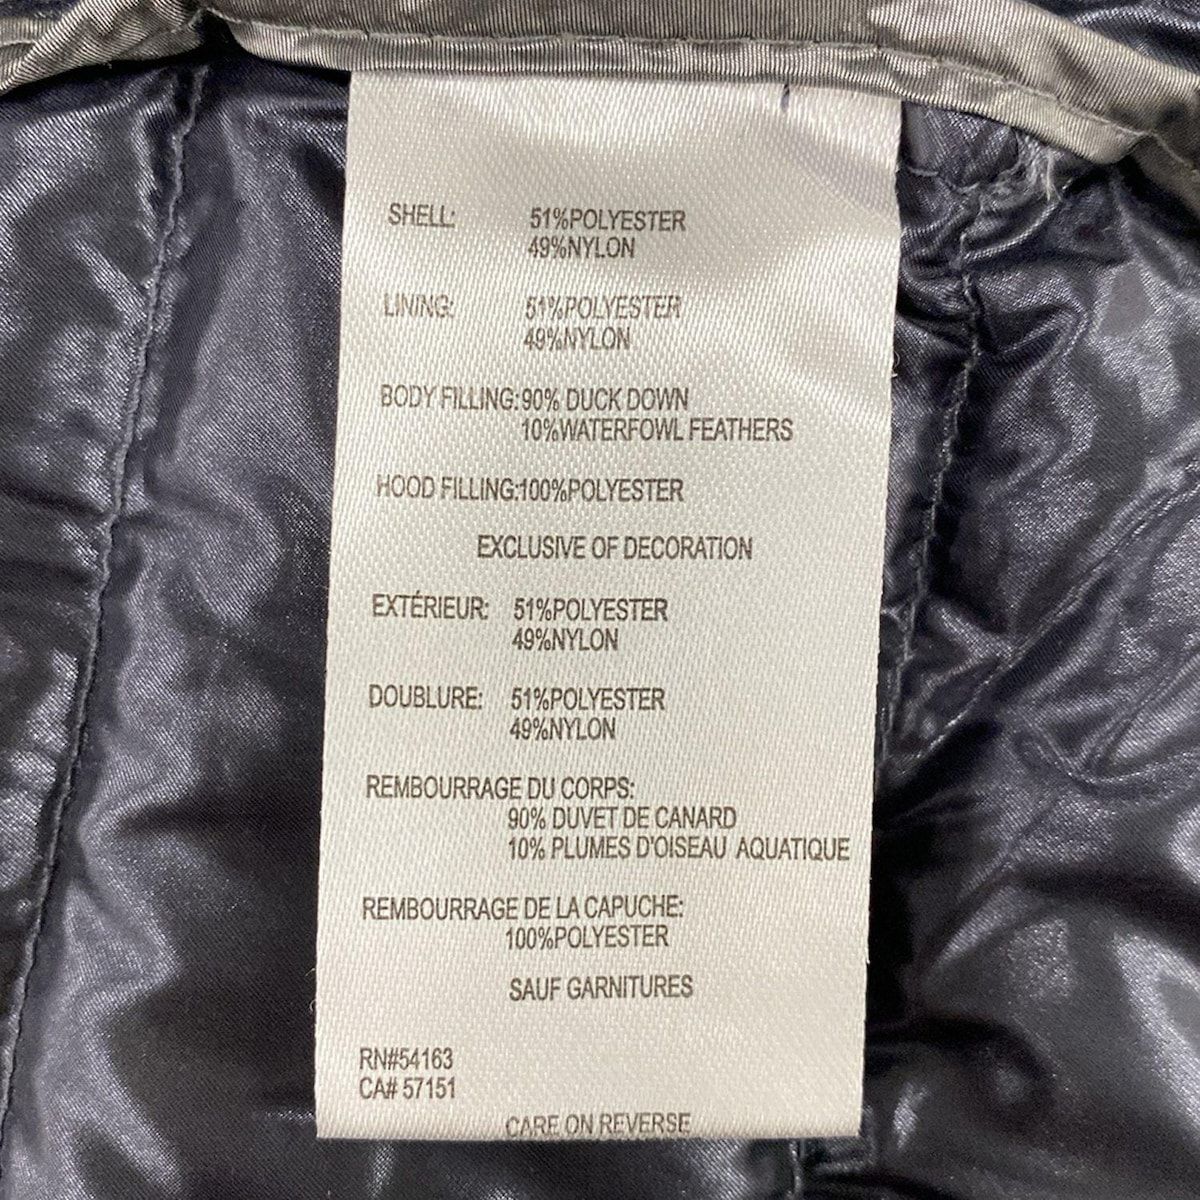 SHELL: 51%POLYESTER
49%NYLON
LINING: 51%POLYESTER
49%NYLON
BODY FILLING:90% DUCK DOWN
10%WATERFOWL FEATHERS
HOOD FILLING:100%POLYESTER
EXCLUSIVE OF DECORATION
EXTÉRIEUR: 51%POLYESTER
49%NYLON
DOUBLURE: 51%POLYESTER
49%NYLON
REMBOURRAGE DU CORPS:
90% DUVET DE CANARD
10% PLUMES D'OISEAU AQUATIQUE
REMBOURRAGE DE LA CAPUCHE:
100%POLYESTER
SAUF GARNITURES
RN#54163
CA# 57151
CARE ON REVERSE